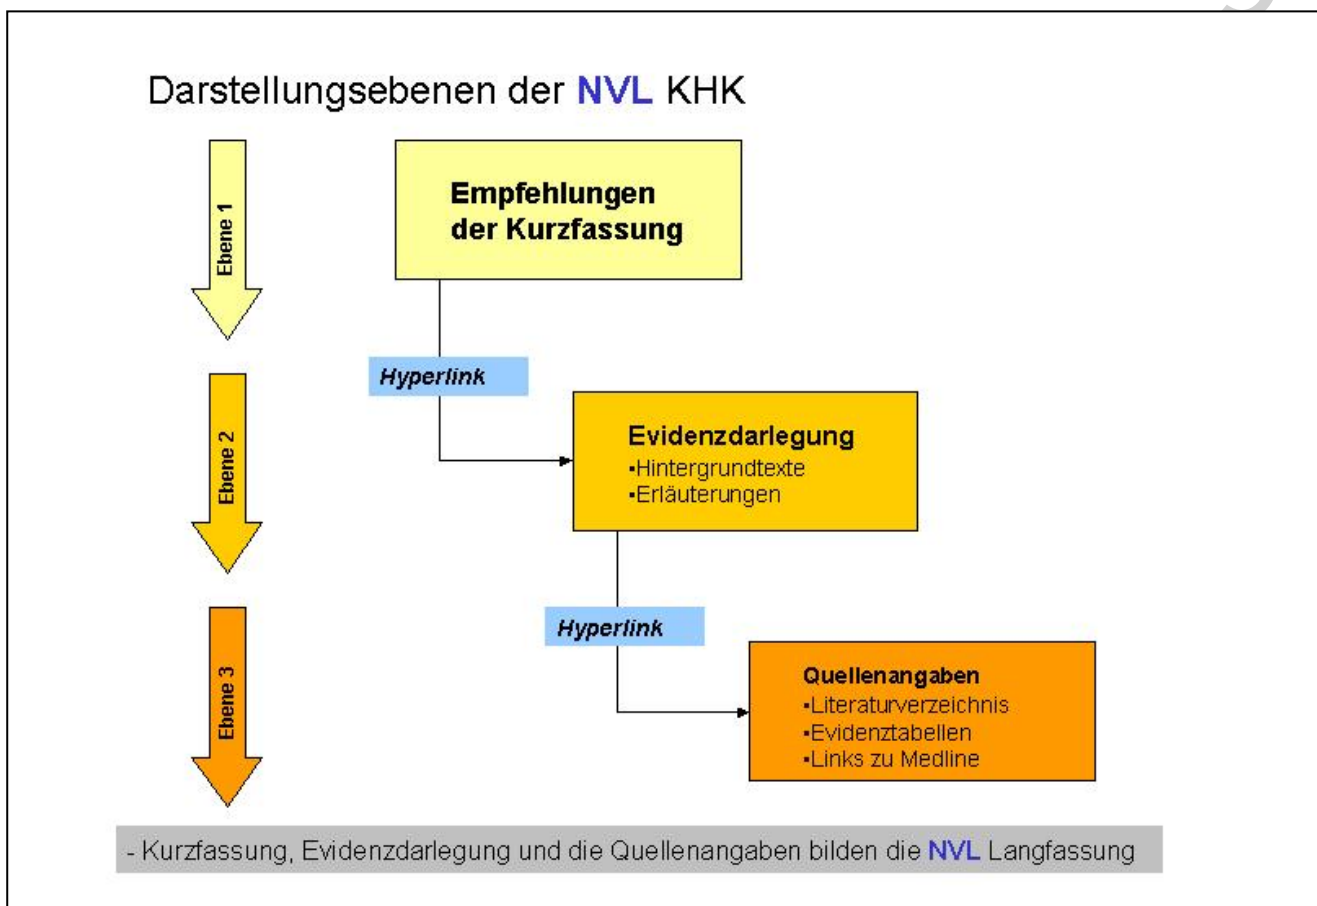 Darstellungsebenen der NVL KHK
Ebene 1
Empfehlungen
der Kurzfassung
Hyperlink
Ebene 2
Evidenzdarlegung
▪Hintergrundtexte
▪Erläuterungen
Hyperlink
Ebene 3
Quellenangaben
▪Literaturverzeichnis
▪Evidenztabellen
▪Links zu Medline
- Kurzfassung, Evidenzdarlegung und die Quellenangaben bilden die NVL Langfassung